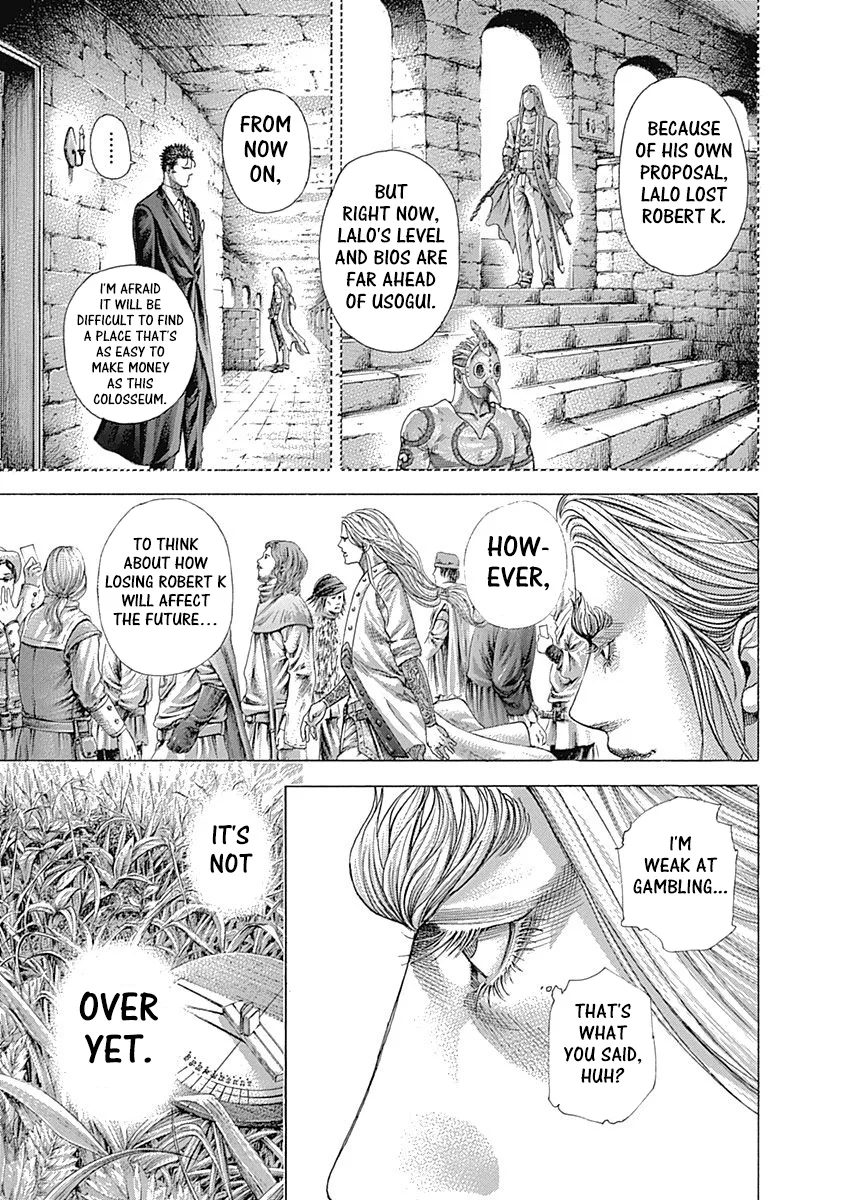 BECAUSE
OF HIS OWN
PROPOSAL,
LALO LOST
ROBERT K.
BUT
RIGHT NOW,
LALO'S LEVEL
AND BIOS ARE
FAR AHEAD
OF USOGUI.
FROM
NOW
ON,
......
I'M AFRAID
IT WILL BE
DIFFICULT TO FIND
A PLACE THAT'S
AS EASY TO
MAKE MONEY
AS THIS
COLOSSEUM.
HOW-
EVER,
TO THINK
ABOUT HOW
LOSING ROBERT K
WILL AFFECT
THE FUTURE...
I'M
WEAK AT
GAMBLING...
THAT'S
WHAT
YOU SAID,
HUH?
IT'S
NOT
OVER
YET.